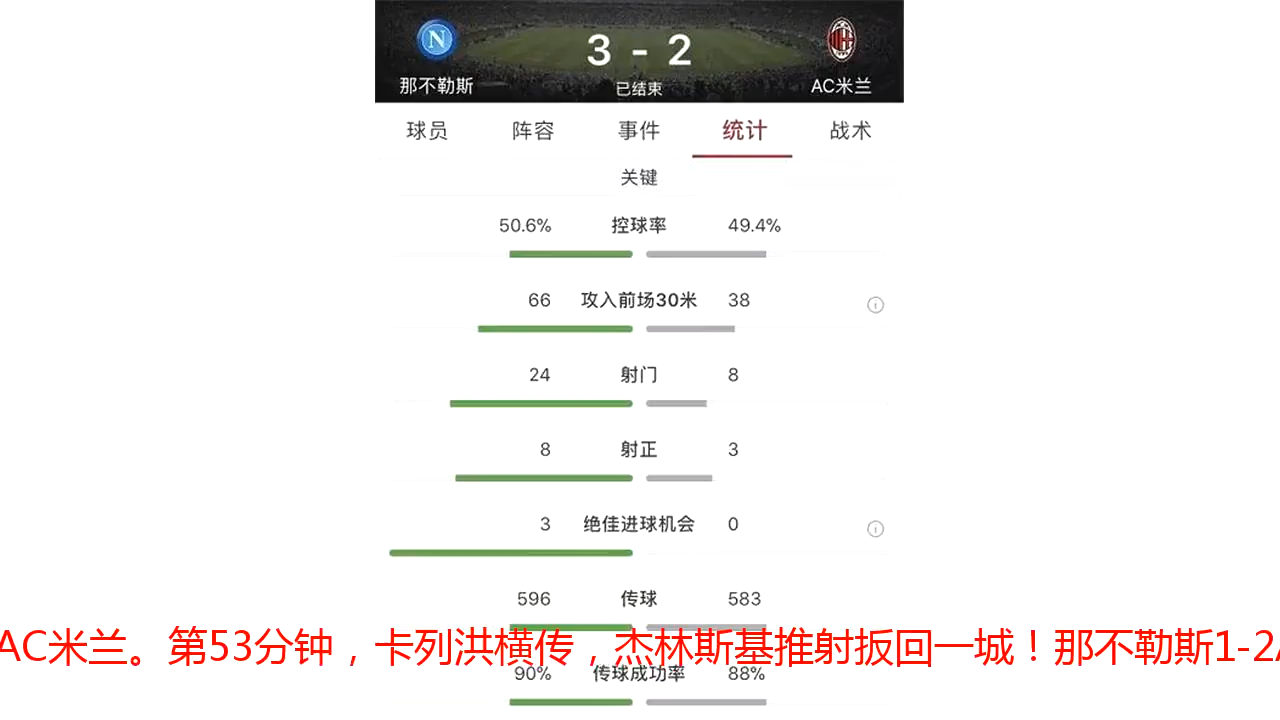 3 - 2
那不勒斯 已结束 AC米兰
球员 阵容 事件 统计 战术
关键
50.6% 控球率 49.4%
66 攻入前场30米 38
24 射门 8
8 射正 3
3 绝佳进球机会 0
596 传球 583
AC米兰。第53分钟，卡列洪横传，杰林斯基推射扳回一城！那不勒斯1-2
90% 传球成功率 88%